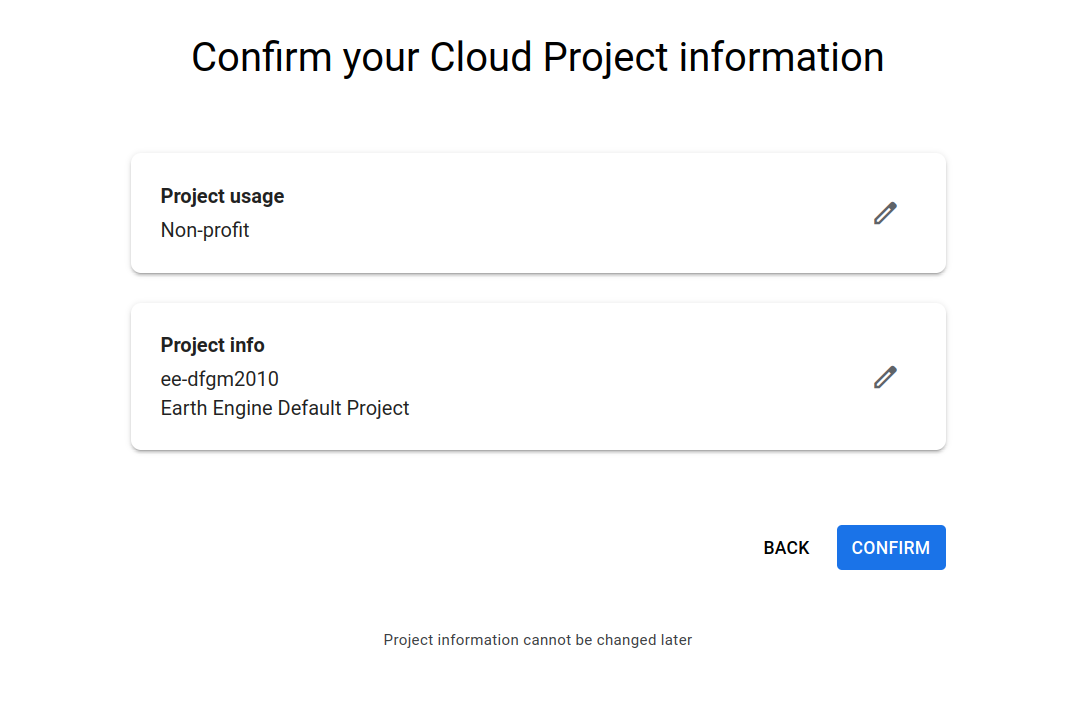 Confirm your Cloud Project information
Project usage
Non-profit
Project info
ee-dfgm2010
Earth Engine Default Project
BACK
CONFIRM
Project information cannot be changed later